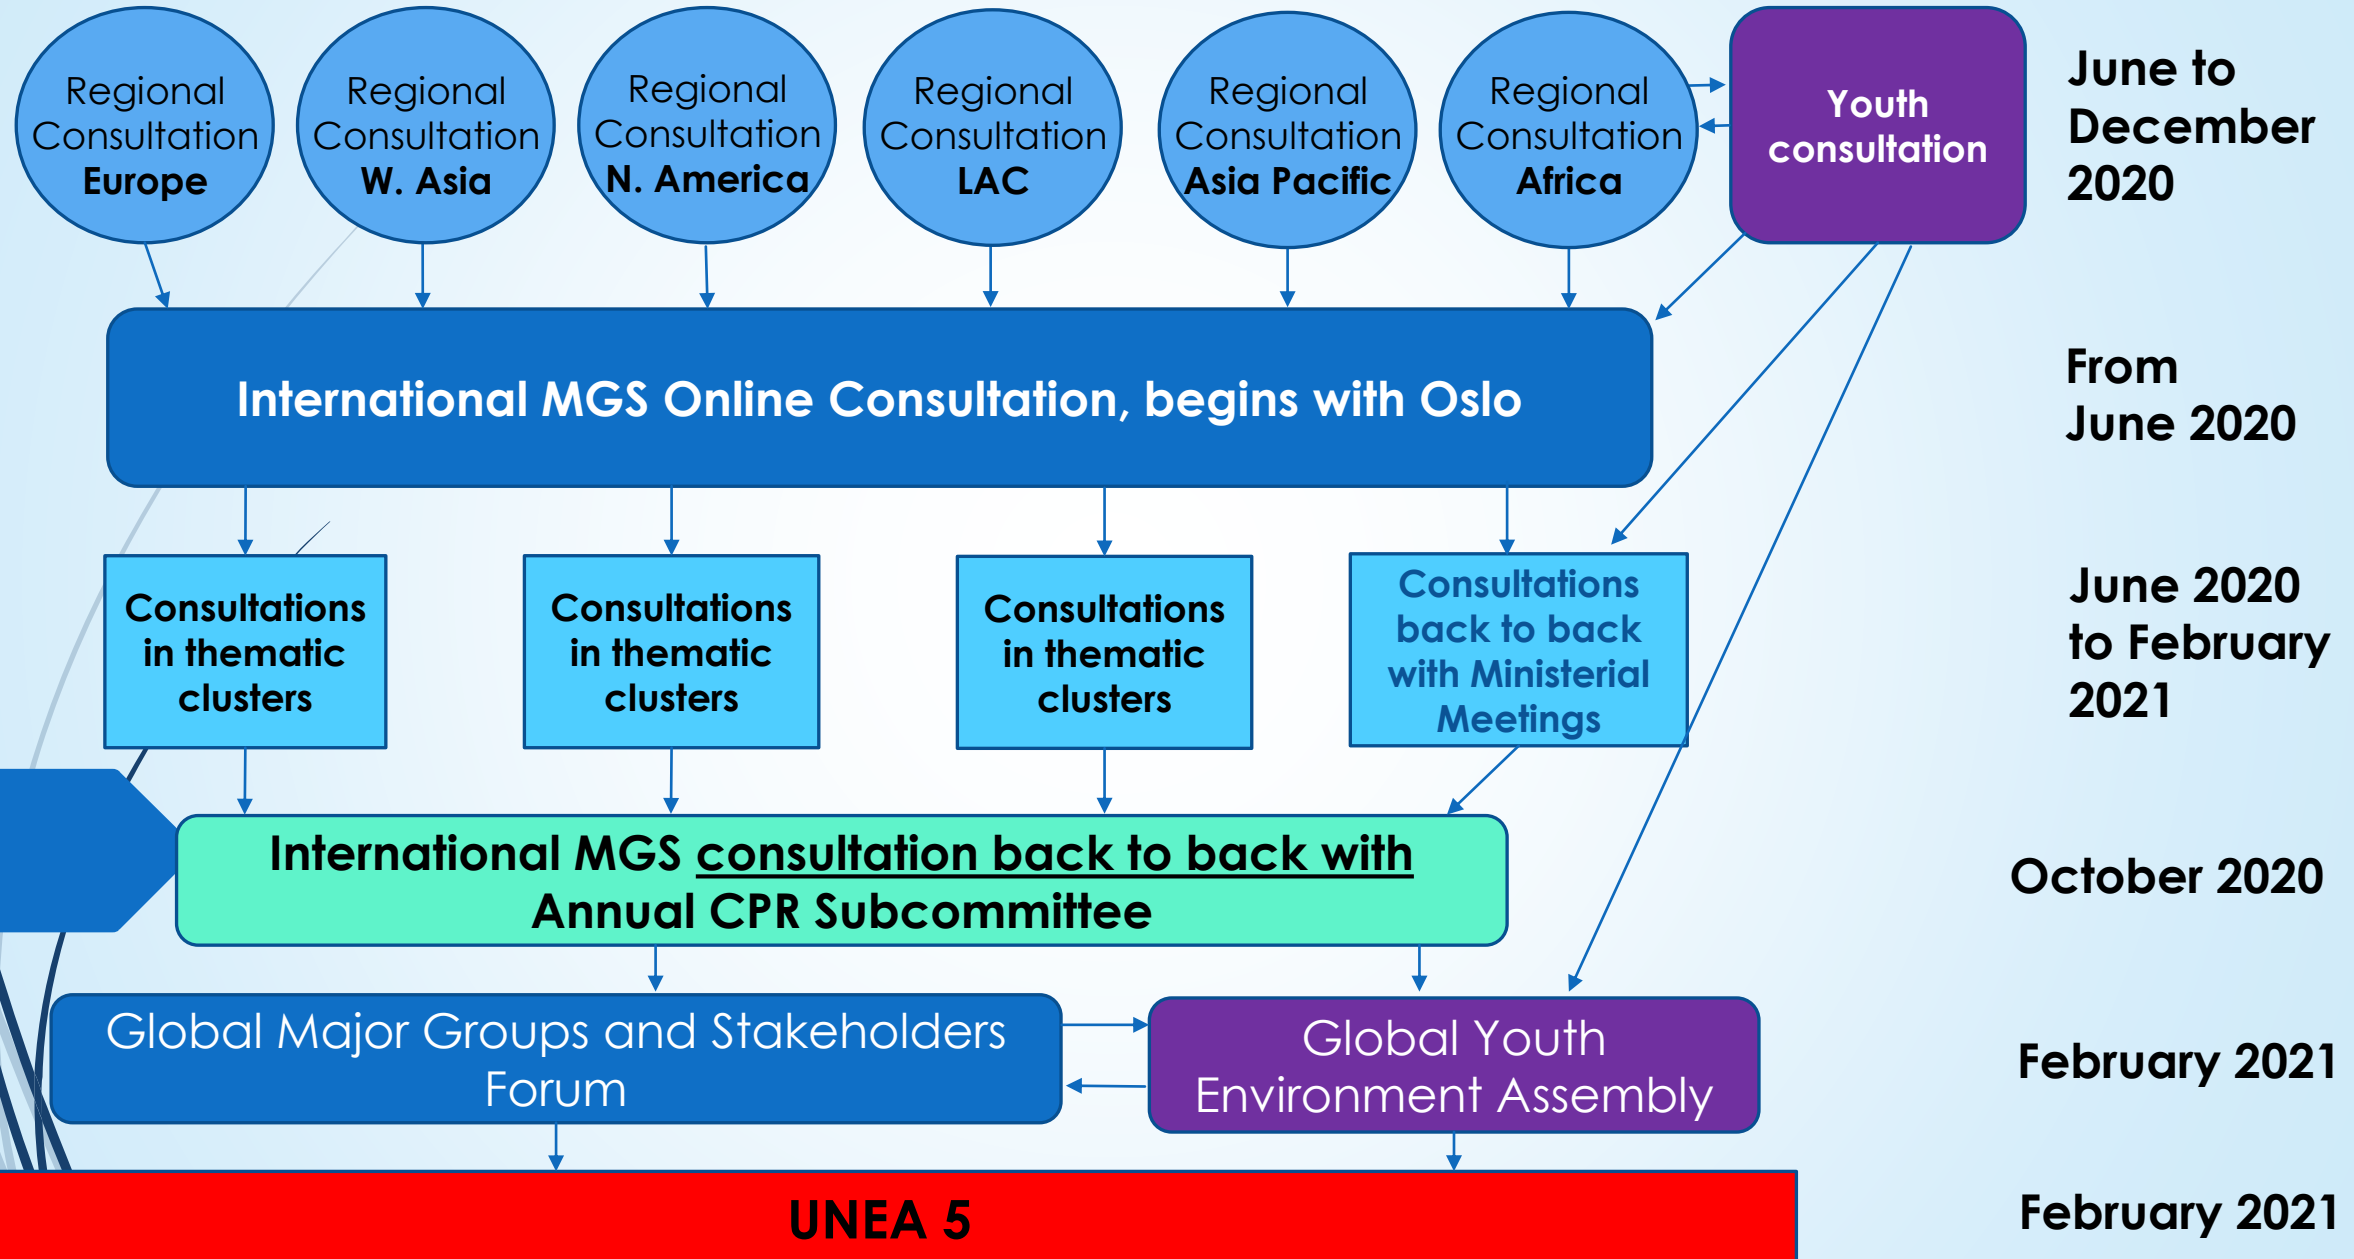 Regional
Consultation
Europe
Regional
Consultation
W. Asia
Regional
Consultation
N. America
Regional
Consultation
LAC
Regional
Consultation
Asia Pacific
Regional
Consultation
Africa
Youth
consultation
June to
December
2020
International MGS Online Consultation, begins with Oslo
From
June 2020
Consultations
in thematic
clusters
Consultations
in thematic
clusters
Consultations
in thematic
clusters
Consultations
back to back
with Ministerial
Meetings
June 2020
to February
2021
International MGS consultation back to back with
Annual CPR Subcommittee
October 2020
Global Major Groups and Stakeholders
Forum
Global Youth
Environment Assembly
February 2021
UNEA 5
February 2021